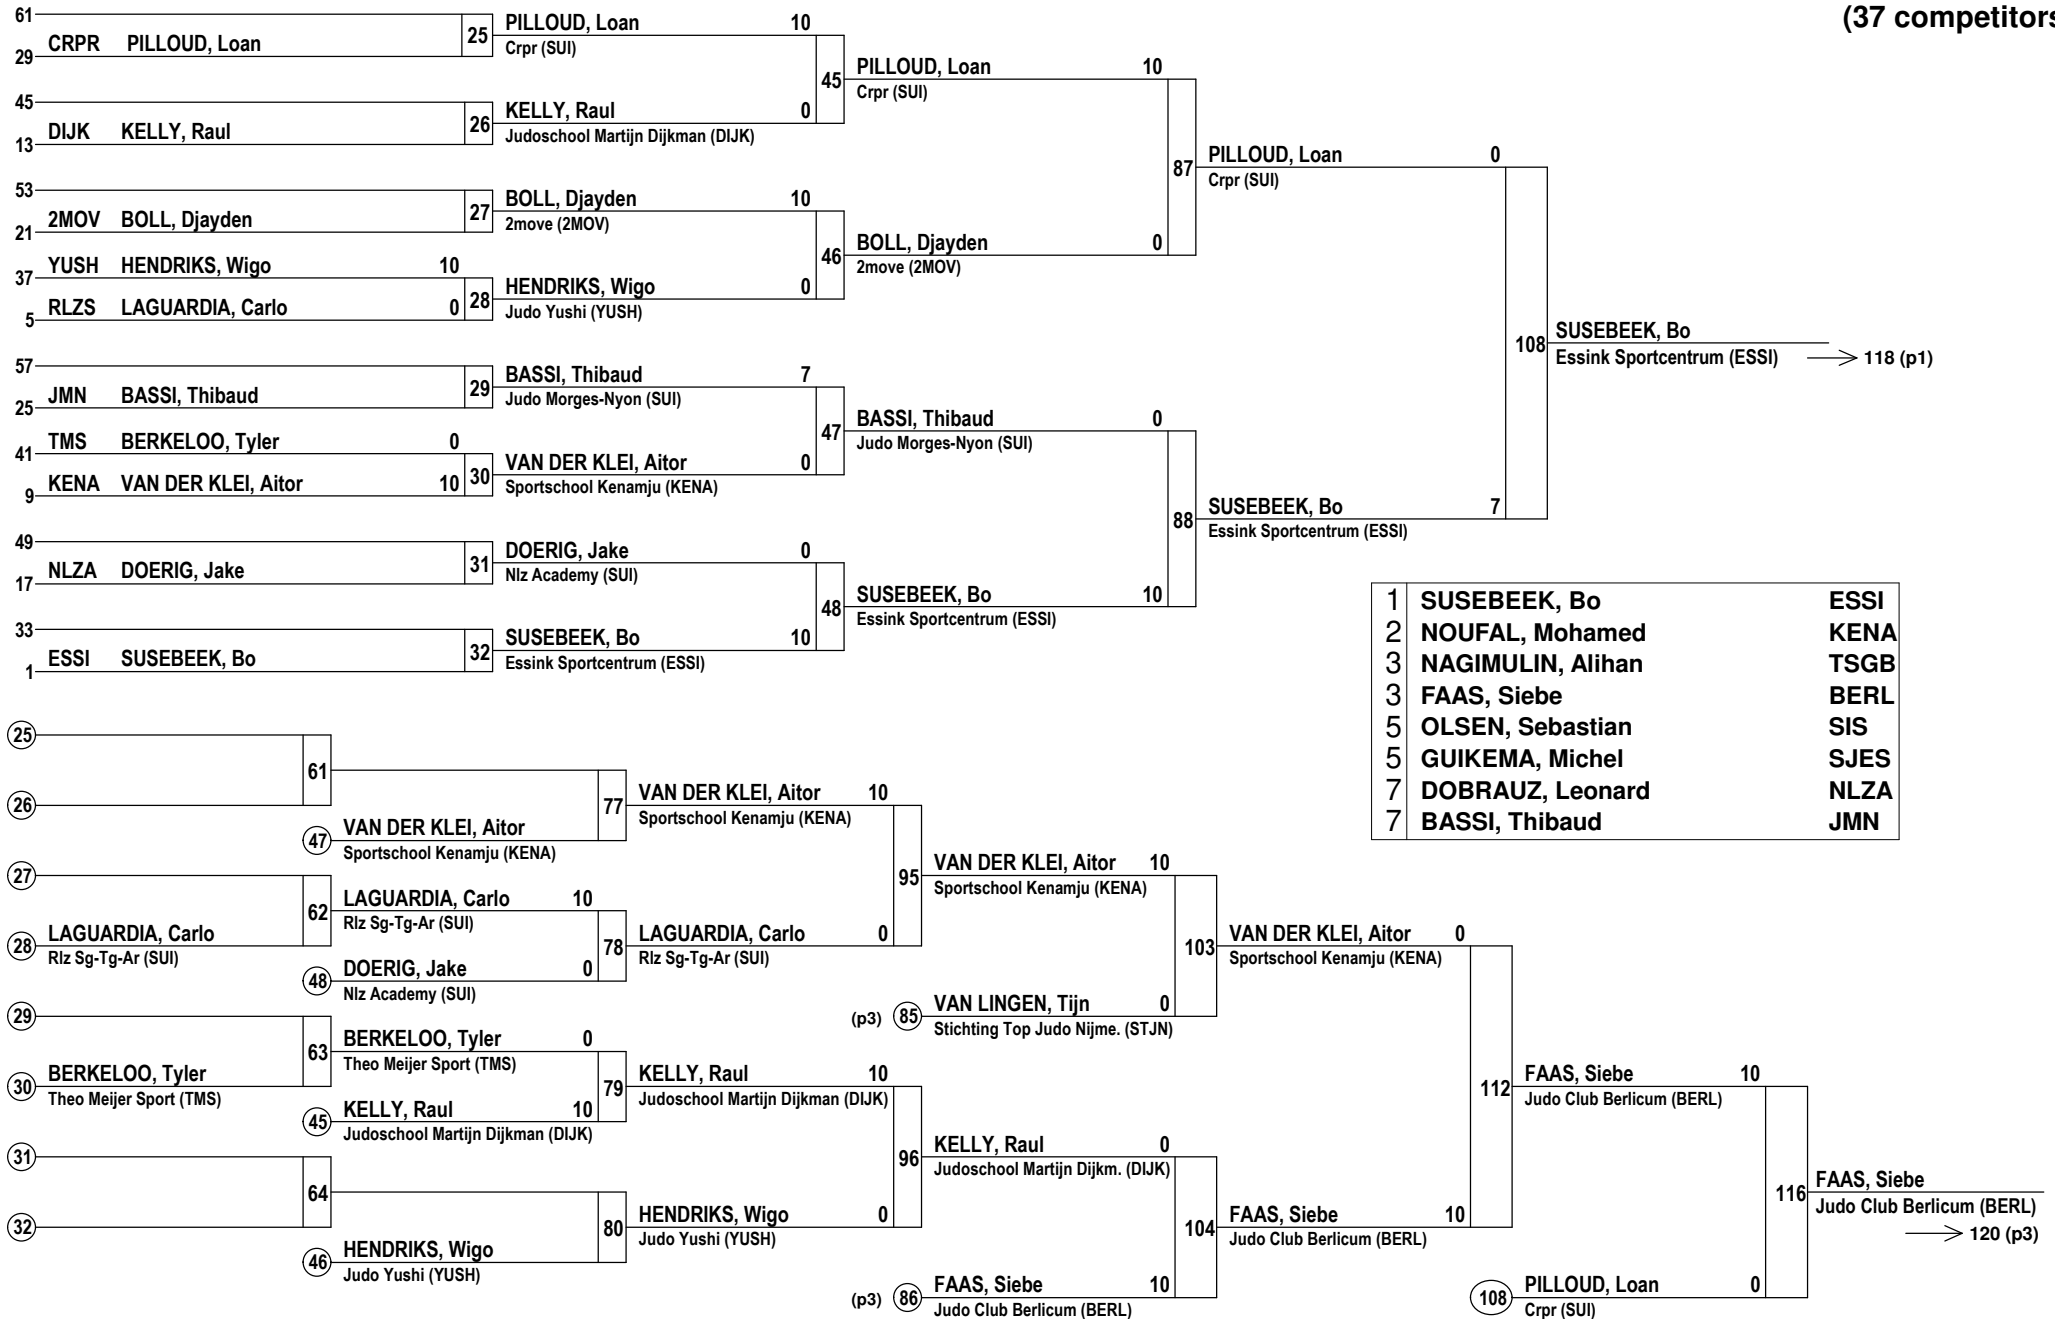 (37 competitors
61
CRPR PILLOUD, Loan
29
25
PILLOUD, Loan 10
Crpr (SUI)
45
DIJK KELLY, Raul
13
26
KELLY, Raul 0
Judoschool Martijn Dijkman (DIJK)
45
PILLOUD, Loan 10
Crpr (SUI)
53
2MOV BOLL, Djayden
21
27
BOLL, Djayden 10
2move (2MOV)
YUSH HENDRIKS, Wigo 10
37
RLZS LAGUARDIA, Carlo 0
5
28
HENDRIKS, Wigo 0
Judo Yushi (YUSH)
46
BOLL, Djayden 0
2move (2MOV)
87
PILLOUD, Loan 0
Crpr (SUI)
57
JMN BASSI, Thibaud
25
29
BASSI, Thibaud 7
Judo Morges-Nyon (SUI)
TMS BERKELOO, Tyler 0
41
KENA VAN DER KLEI, Aitor 10
9
30
VAN DER KLEI, Aitor 0
Sportschool Kenamju (KENA)
47
BASSI, Thibaud 0
Judo Morges-Nyon (SUI)
49
NLZA DOERIG, Jake
17
31
DOERIG, Jake 0
Nlz Academy (SUI)
33
ESSI SUSEBEEK, Bo
1
32
SUSEBEEK, Bo 10
Essink Sportcentrum (ESSI)
48
SUSEBEEK, Bo 10
Essink Sportcentrum (ESSI)
88
SUSEBEEK, Bo 7
Essink Sportcentrum (ESSI)
108
SUSEBEEK, Bo
Essink Sportcentrum (ESSI)
118 (p1)
1 SUSEBEEK, Bo ESSI
2 NOUFAL, Mohamed KENA
3 NAGIMULIN, Alihan TSGB
3 FAAS, Siebe BERL
5 OLSEN, Sebastian SIS
5 GUIKEMA, Michel SJES
7 DOBRAUZ, Leonard NLZA
7 BASSI, Thibaud JMN
25
26
61
47
VAN DER KLEI, Aitor
Sportschool Kenamju (KENA)
77
VAN DER KLEI, Aitor 10
Sportschool Kenamju (KENA)
27
28
LAGUARDIA, Carlo
Rlz Sg-Tg-Ar (SUI)
62
LAGUARDIA, Carlo 10
Rlz Sg-Tg-Ar (SUI)
48
DOERIG, Jake 0
Nlz Academy (SUI)
78
LAGUARDIA, Carlo 0
Rlz Sg-Tg-Ar (SUI)
95
VAN DER KLEI, Aitor 10
Sportschool Kenamju (KENA)
(p3) 85
VAN LINGEN, Tijn 0
Stichting Top Judo Nijme. (STJN)
103
VAN DER KLEI, Aitor 0
Sportschool Kenamju (KENA)
29
30
BERKELOO, Tyler
Theo Meijer Sport (TMS)
63
BERKELOO, Tyler 0
Theo Meijer Sport (TMS)
45
KELLY, Raul 10
Judoschool Martijn Dijkman (DIJK)
79
KELLY, Raul 10
Judoschool Martijn Dijkman (DIJK)
31
32
64
46
HENDRIKS, Wigo
Judo Yushi (YUSH)
80
HENDRIKS, Wigo 0
Judo Yushi (YUSH)
96
KELLY, Raul 0
Judoschool Martijn Dijkm. (DIJK)
(p3) 86
FAAS, Siebe 10
Judo Club Berlicum (BERL)
104
FAAS, Siebe 10
Judo Club Berlicum (BERL)
112
FAAS, Siebe 10
Judo Club Berlicum (BERL)
108
PILLOUD, Loan 0
Crpr (SUI)
116
FAAS, Siebe
Judo Club Berlicum (BERL)
120 (p3)